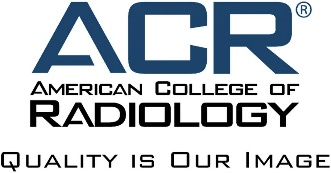 ACR®
AMERICAN COLLEGE OF
RADIOLOGY
QUALITY IS OUR IMAGE